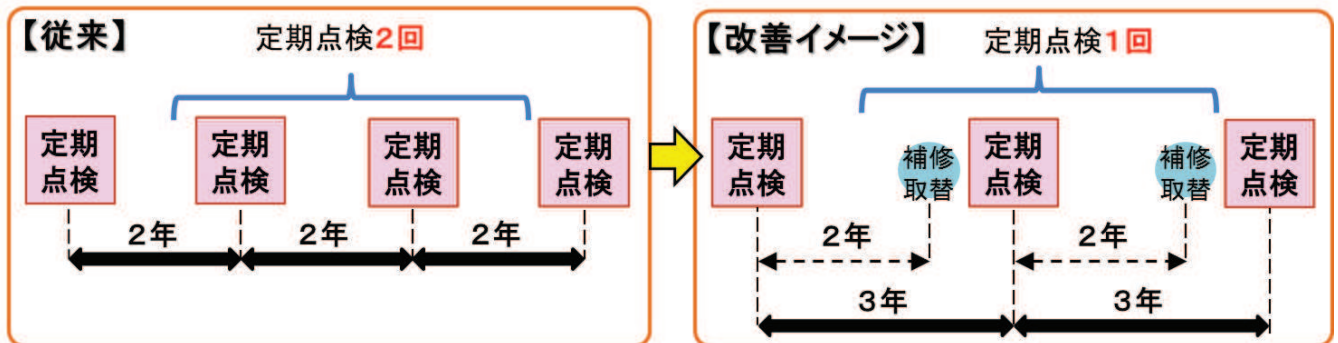 【従来】
定期点検2回
定期
点検
定期
点検
定期
点検
定期
点検
2年
2年
2年
【改善イメージ】
定期点検1回
定期
点検
補修
取替
定期
点検
補修
取替
定期
点検
2年
2年
3年
3年